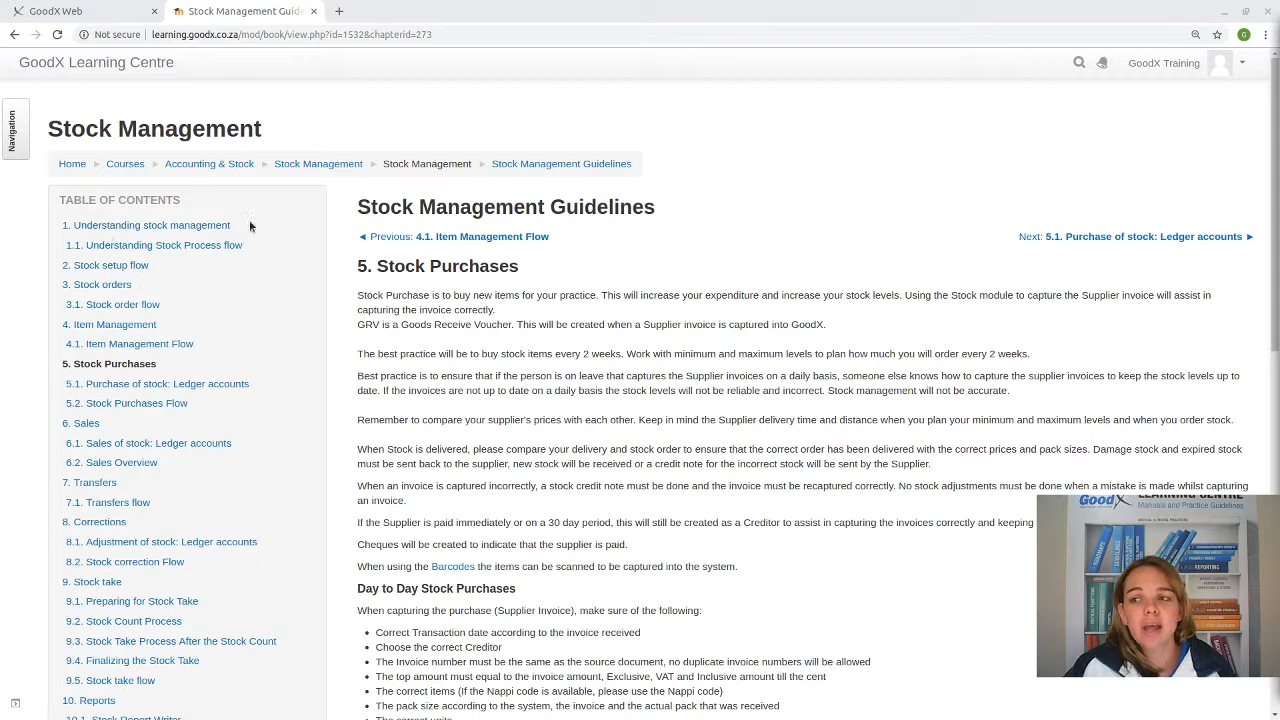 GoodX Web
Stock Management Guide
Not secure | learning.goodx.co.za/mod/book/view.php?id=1532&chapterid=273
G
GoodX Learning Centre
GoodX Training
Navigation
Stock Management
Home ► Courses ► Accounting & Stock ► Stock Management ► Stock Management ► Stock Management Guidelines
TABLE OF CONTENTS
1. Understanding stock management
1.1. Understanding Stock Process flow
2. Stock setup flow
3. Stock orders
3.1. Stock order flow
4. Item Management
4.1. Item Management Flow
5. Stock Purchases
5.1. Purchase of stock: Ledger accounts
5.2. Stock Purchases Flow
6. Sales
6.1. Sales of stock: Ledger accounts
6.2. Sales Overview
7. Transfers
7.1. Transfers flow
8. Corrections
8.1. Adjustment of stock: Ledger accounts
8.2. Stock correction Flow
9. Stock take
9.1. Preparing for Stock Take
9.2. Stock Count Process
9.3. Stock Take Process After the Stock Count
9.4. Finalizing the Stock Take
9.5. Stock take flow
10. Reports
10.1. Stock Report Writer
Stock Management Guidelines
◄ Previous: 4.1. Item Management Flow
Next: 5.1. Purchase of stock: Ledger accounts ►
5. Stock Purchases
Stock Purchase is to buy new items for your practice. This will increase your expenditure and increase your stock levels. Using the Stock module to capture the Supplier invoice will assist in
capturing the invoice correctly.
GRV is a Goods Receive Voucher. This will be created when a Supplier invoice is captured into GoodX.
The best practice will be to buy stock items every 2 weeks. Work with minimum and maximum levels to plan how much you will order every 2 weeks.
Best practice is to ensure that if the person is on leave that captures the Supplier invoices on a daily basis, someone else knows how to capture the supplier invoices to keep the stock levels up to
date. If the invoices are not up to date on a daily basis the stock levels will not be reliable and incorrect. Stock management will not be accurate.
Remember to compare your supplier's prices with each other. Keep in mind the Supplier delivery time and distance when you plan your minimum and maximum levels and when you order stock.
When Stock is delivered, please compare your delivery and stock order to ensure that the correct order has been delivered with the correct prices and pack sizes. Damage stock and expired stock
must be sent back to the supplier, new stock will be received or a credit note for the incorrect stock will be sent by the Supplier.
When an invoice is captured incorrectly, a stock credit note must be done and the invoice must be recaptured correctly. No stock adjustments must be done when a mistake is made whilst capturing
an invoice.
If the Supplier is paid immediately or on a 30 day period, this will still be created as a Creditor to assist in capturing the invoices correctly and keeping
Cheques will be created to indicate that the supplier is paid.
When using the Barcodes the items can be scanned to be captured into the system.
Day to Day Stock Purchases
When capturing the purchase (Supplier Invoice), make sure of the following:
• Correct Transaction date according to the invoice received
• Choose the correct Creditor
• The Invoice number must be the same as the source document, no duplicate invoice numbers will be allowed
• The top amount must equal to the invoice amount, Exclusive, VAT and Inclusive amount till the cent
• The correct items (If the Nappi code is available, please use the Nappi code)
• The pack size according to the system, the invoice and the actual pack that was received
• The correct units
GoodX LEARNING CENTRE
Manuals and Practice Guidelines
REPORTING